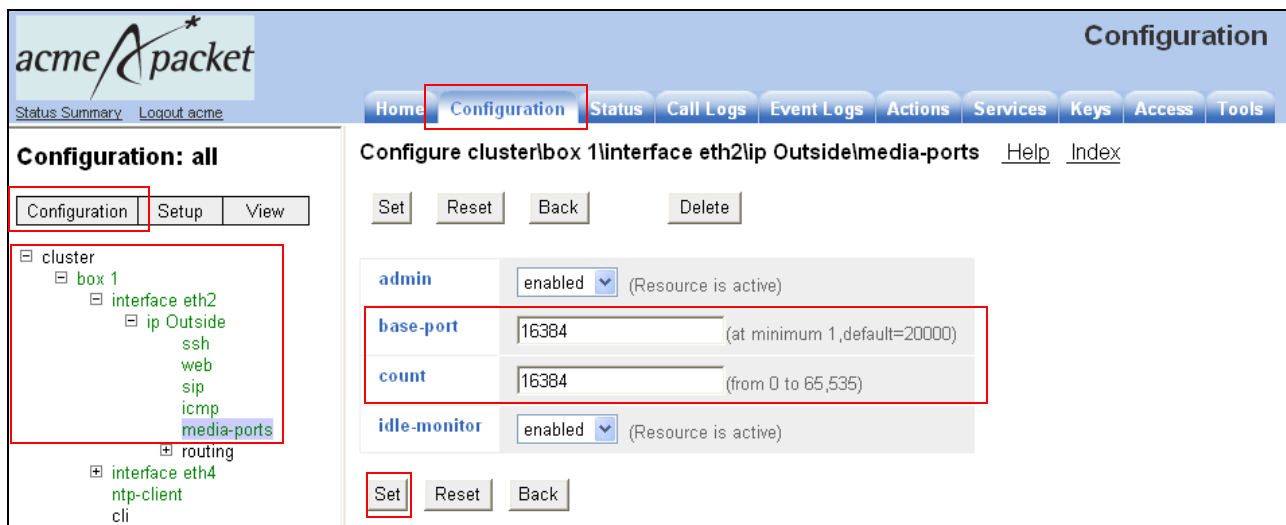 acme packet
Configuration
Status Summary Logout acme
Home Configuration Status Call Logs Event Logs Actions Services Keys Access Tools
Configuration: all
Configuration Setup View
cluster
box 1
interface eth2
ip Outside
ssh
web
sip
icmp
media-ports
routing
interface eth4
ntp-client
cli
Configure cluster\box 1\interface eth2\ip Outside\media-ports Help Index
Set Reset Back Delete
admin enabled (Resource is active)
base-port 16384 (at minimum 1,default=20000)
count 16384 (from 0 to 65,535)
idle-monitor enabled (Resource is active)
Set Reset Back